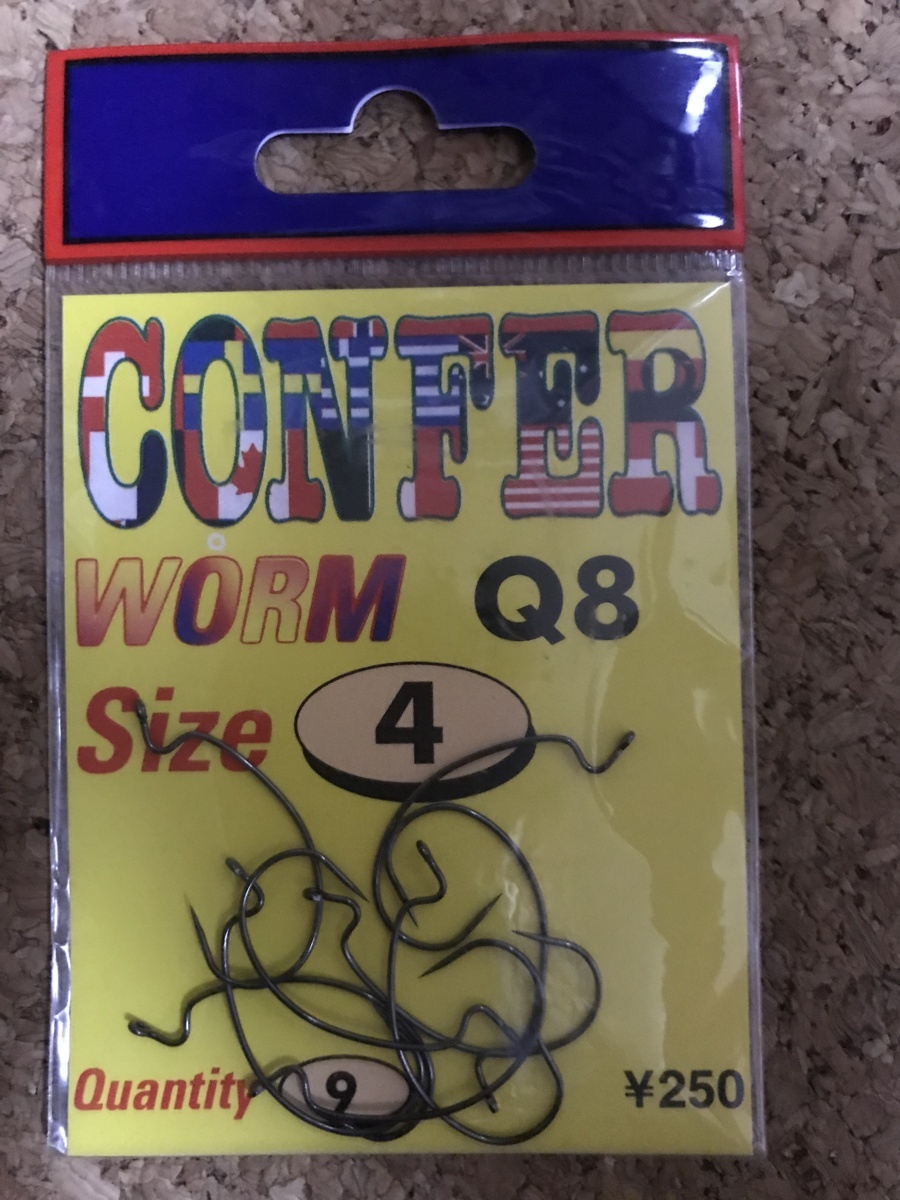 CONFER
WORM Q8
Size 4
Quantity 9 ¥250